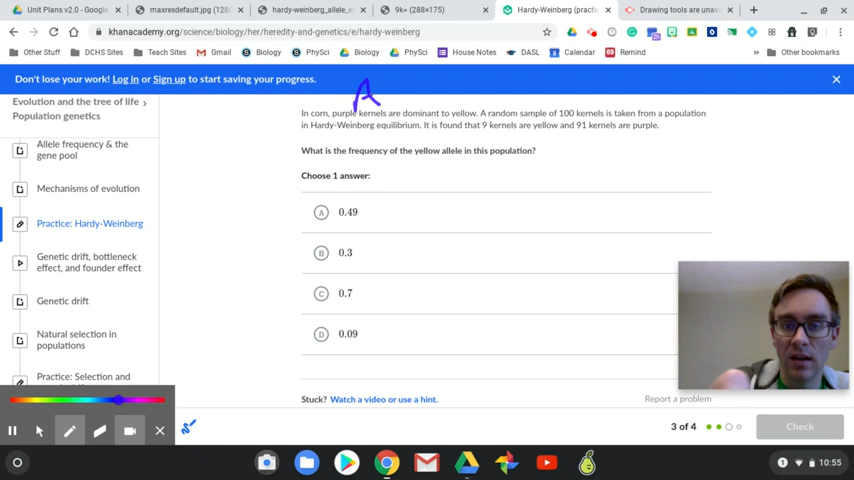 Unit Plans v2.0 - Google
maxresdefault.jpg (128
hardy-weinberg_allele_e
9k= (288×175)
Hardy-Weinberg (practi
Drawing tools are unav
khanacademy.org/science/biology/her/heredity-and-genetics/e/hardy-weinberg
Other Stuff
DCHS Sites
Teach Sites
Gmail
Biology
PhySci
Biology
PhySci
House Notes
DASL
Calendar
Remind
»
Other bookmarks
Don't lose your work! Log in or Sign up to start saving your progress.
A
Evolution and the tree of life
Population genetics
Allele frequency & the
gene pool
Mechanisms of evolution
Practice: Hardy-Weinberg
Genetic drift, bottleneck
effect, and founder effect
Genetic drift
Natural selection in
populations
Practice: Selection and
In corn, purple kernels are dominant to yellow. A random sample of 100 kernels is taken from a population
in Hardy-Weinberg equilibrium. It is found that 9 kernels are yellow and 91 kernels are purple.
What is the frequency of the yellow allele in this population?
Choose 1 answer:
A 0.49
B 0.3
C 0.7
D 0.09
Stuck? Watch a video or use a hint.
Report a problem
3 of 4
Check
1
10:55